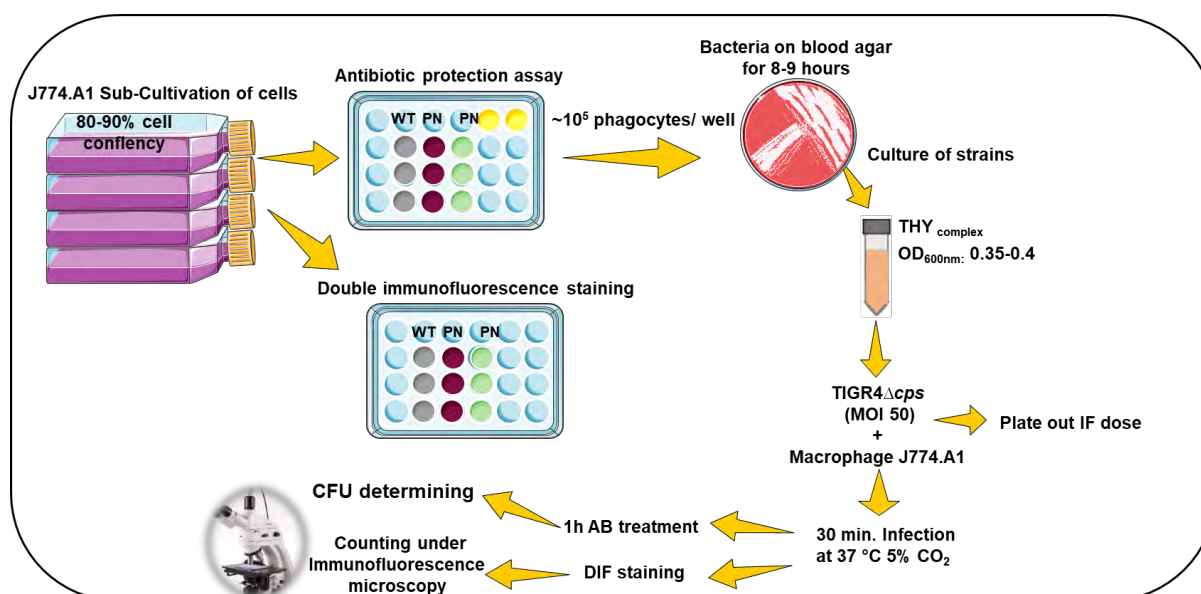 J774.A1 Sub-Cultivation of cells
80-90% cell
conflency
Antibiotic protection assay
WT PN PN
~10⁵ phagocytes/ well
Bacteria on blood agar
for 8-9 hours
Culture of strains
THY complex
OD600nm: 0.35-0.4
Double immunofluorescence staining
WT PN PN
TIGR4Δcps
(MOI 50)
+
Macrophage J774.A1
Plate out IF dose
30 min. Infection
at 37 °C 5% CO₂
1h AB treatment
CFU determining
DIF staining
Counting under
Immunofluorescence
microscopy